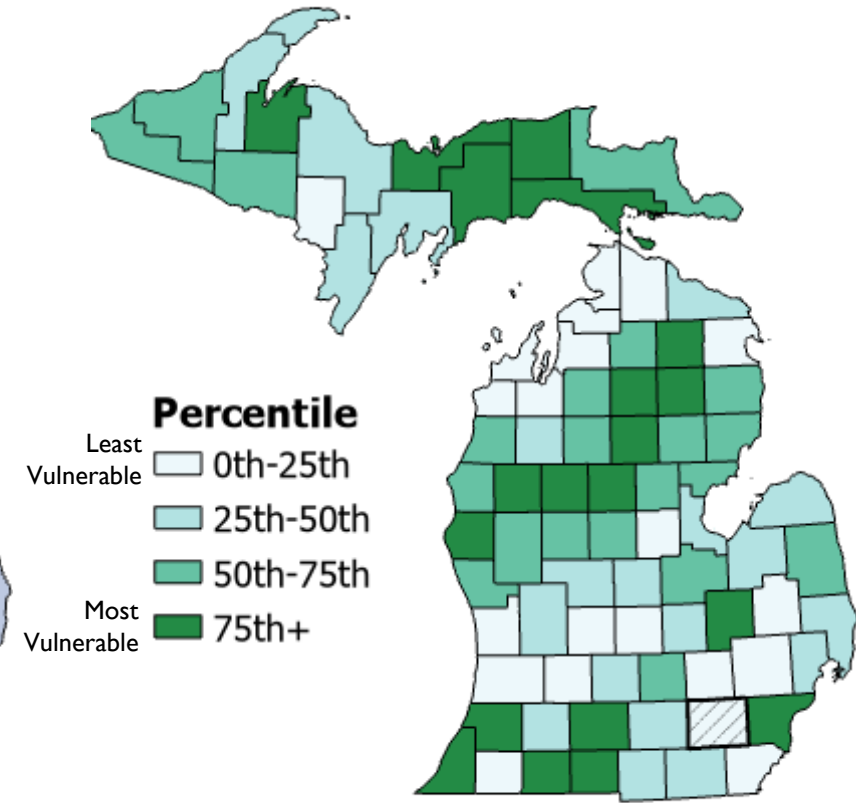 Percentile
Least
Vulnerable
0th-25th
25th-50th
50th-75th
Most
Vulnerable
75th+